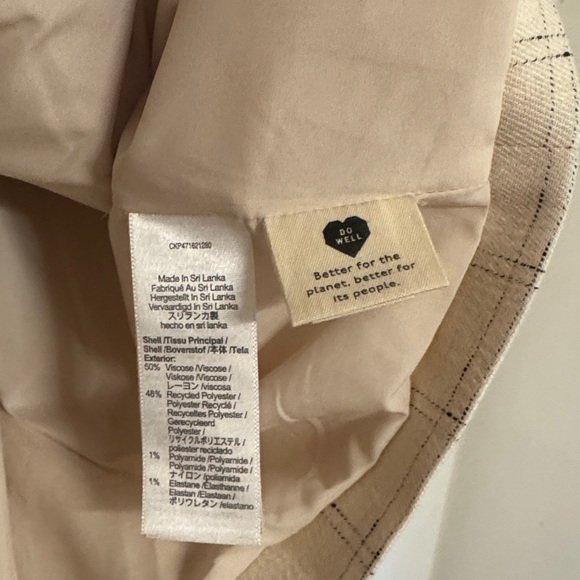 CKP471621280
Made In Sri Lanka
Fabriqué Au Sri Lanka
Hergestellt In Sri Lanka
Vervaardigd In Sri Lanka
スリランカ製
hecho en sri lanka
Shell /Tissu Principal /
Shell /Bovenstof /本体 /Tela
Exterior:
50% Viscose /Viscose /
Viskose /Viscose /
レーヨン /viscosa
48% Recycled Polyester /
Polyester Recyclé /
Recyceltes Polyester /
Gerecycleerd
Polyester /
リサイクルポリエステル /
poliester reciclado
1% Polyamide /Polyamide /
Polyamid /Polyamide /
ナイロン /poliamida
1% Elastane /Élasthanne /
Elastan /Elastaan /
ポリウレタン /elastano
DO
WELL
Better for the
planet, better for
its people.